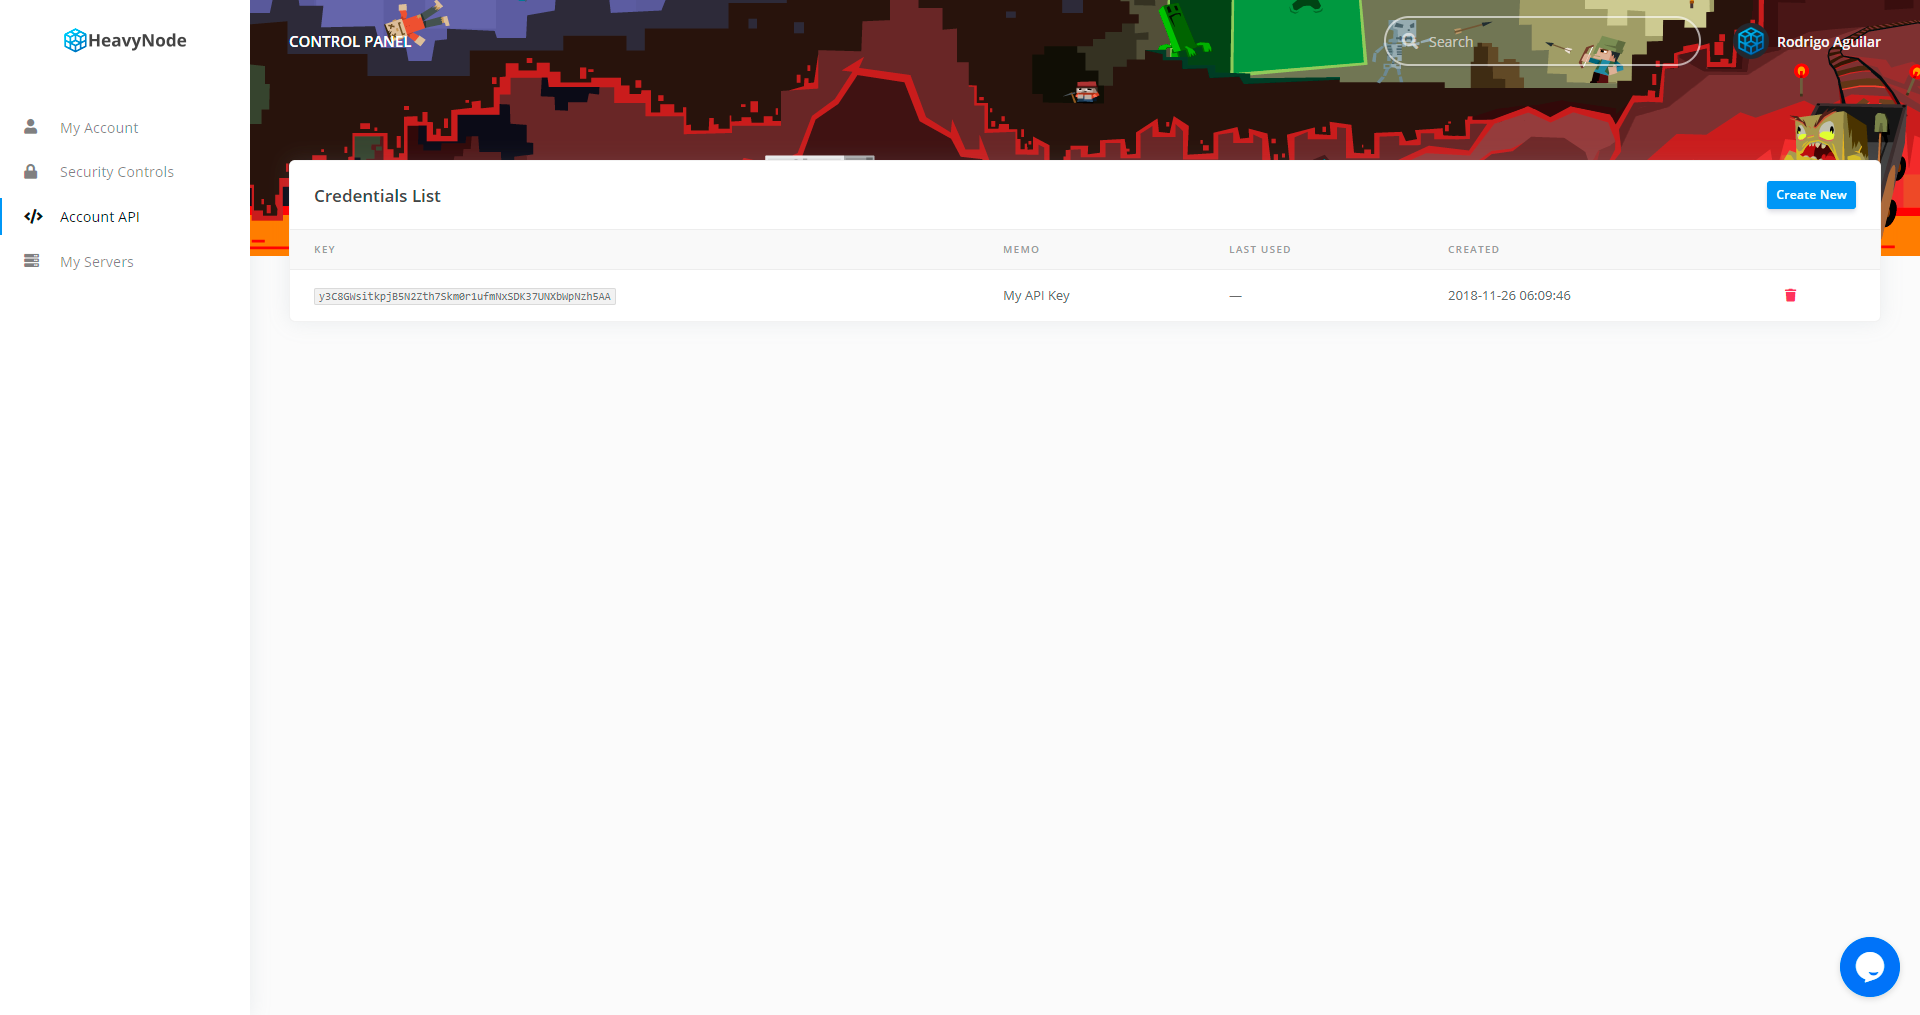 HeavyNode
CONTROL PANEL
Search
Rodrigo Aguilar
My Account
Security Controls
Account API
My Servers
Credentials List
Create New
KEY MEMO LAST USED CREATED
y3C8GWsitkpjB5N2Zth7Skm0r1ufmNxSDK37UNXbWpNzh5AA My API Key — 2018-11-26 06:09:46